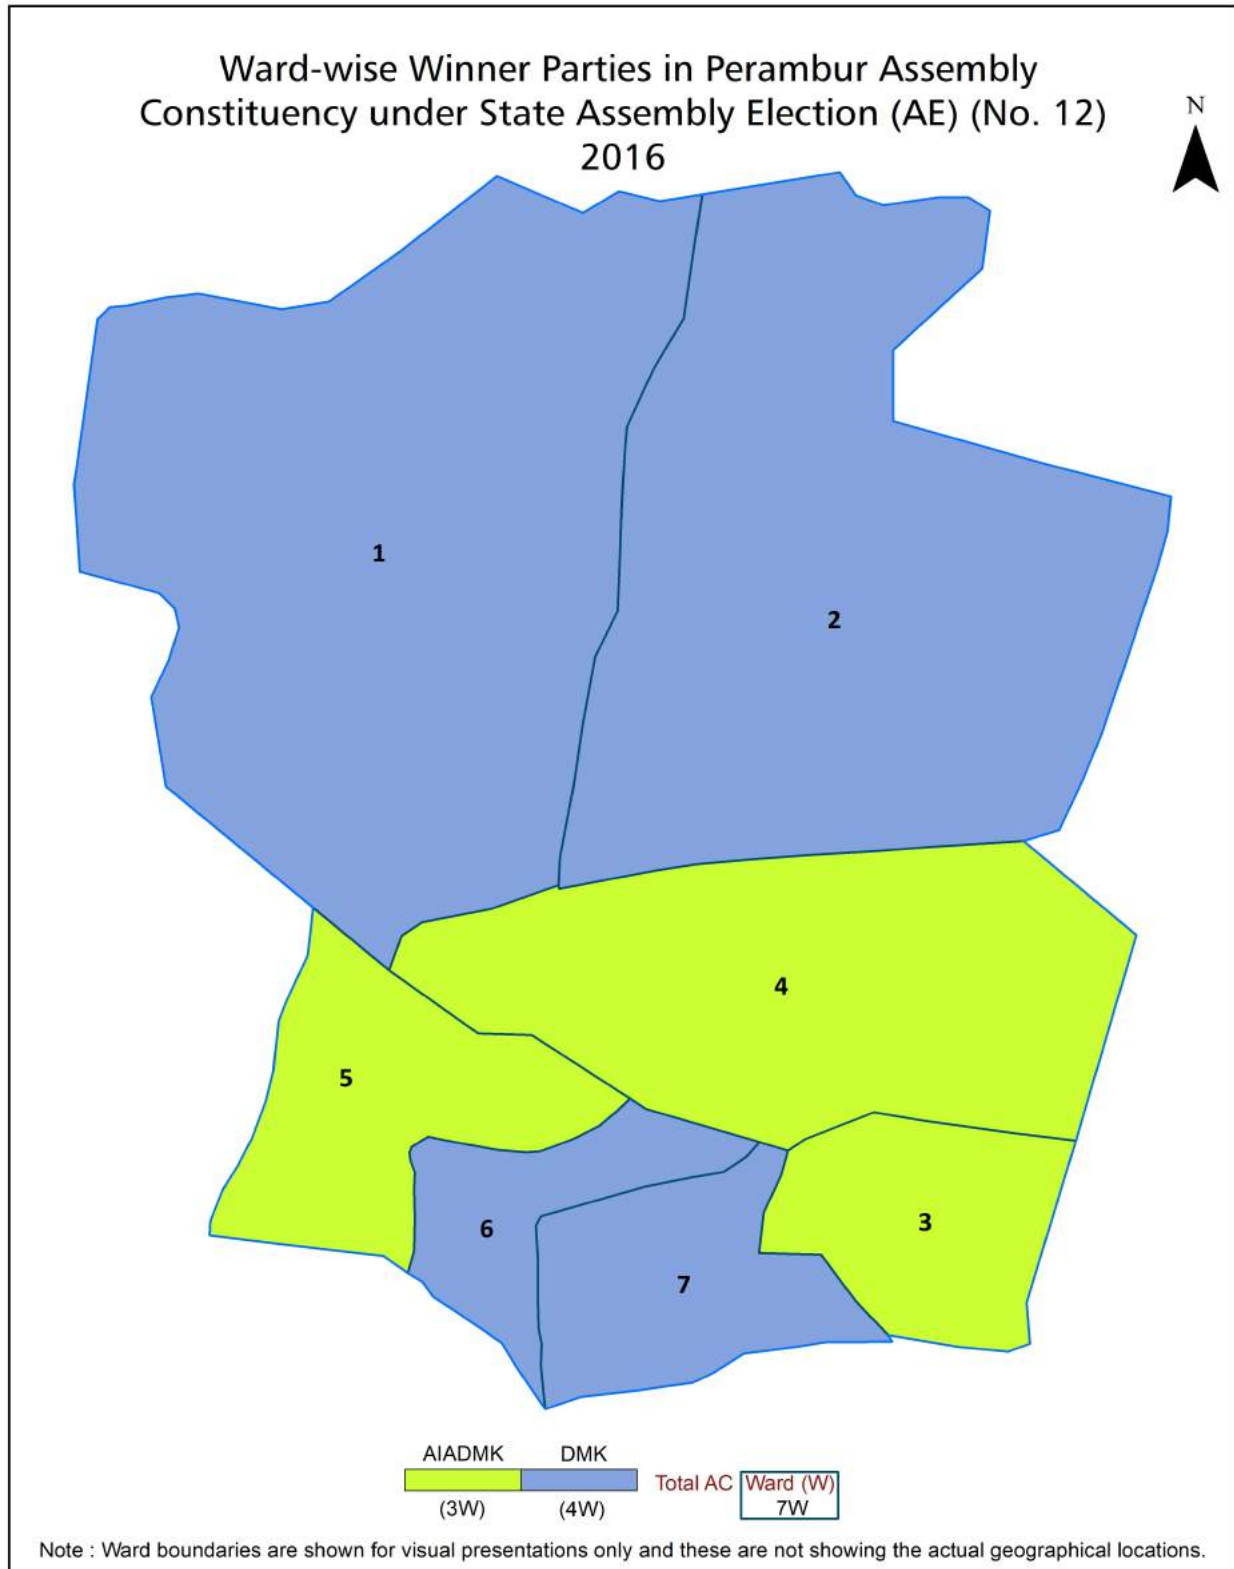 Ward-wise Winner Parties in Perambur Assembly
Constituency under State Assembly Election (AE) (No. 12)
2016
N
1
2
4
5
3
6
7
AIADMK DMK
Total AC Ward (W)
(3W) (4W) 7W
Note : Ward boundaries are shown for visual presentations only and these are not showing the actual geographical locations.